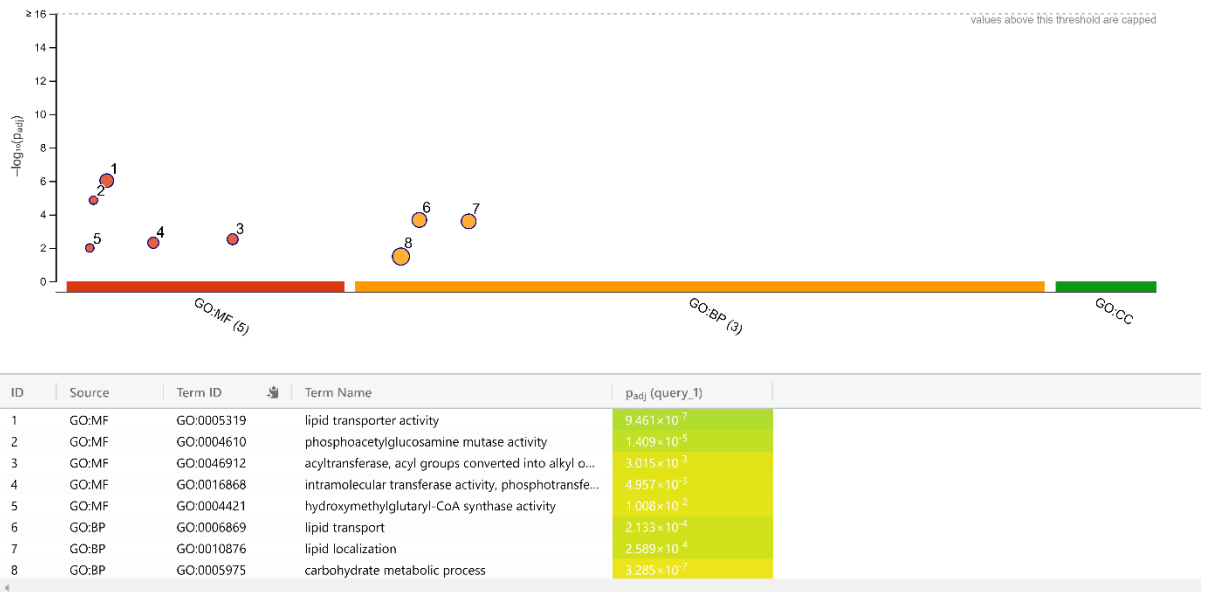 ≥ 16
values above this threshold are capped
14
12
10
8
6
4
2
0
–log₁₀(p_adj)
1
2
3
4
5
6
7
8
GO:MF (5)
GO:BP (3)
GO:CC
ID Source Term ID Term Name p_adj (query_1)
1 GO:MF GO:0005319 lipid transporter activity 9.461×10⁻⁷
2 GO:MF GO:0004610 phosphoacetylglucosamine mutase activity 1.409×10⁻⁵
3 GO:MF GO:0046912 acyltransferase, acyl groups converted into alkyl o... 3.015×10⁻³
4 GO:MF GO:0016868 intramolecular transferase activity, phosphotransfe... 4.957×10⁻³
5 GO:MF GO:0004421 hydroxymethylglutaryl-CoA synthase activity 1.008×10⁻²
6 GO:BP GO:0006869 lipid transport 2.133×10⁻⁴
7 GO:BP GO:0010876 lipid localization 2.589×10⁻⁴
8 GO:BP GO:0005975 carbohydrate metabolic process 3.285×10⁻²